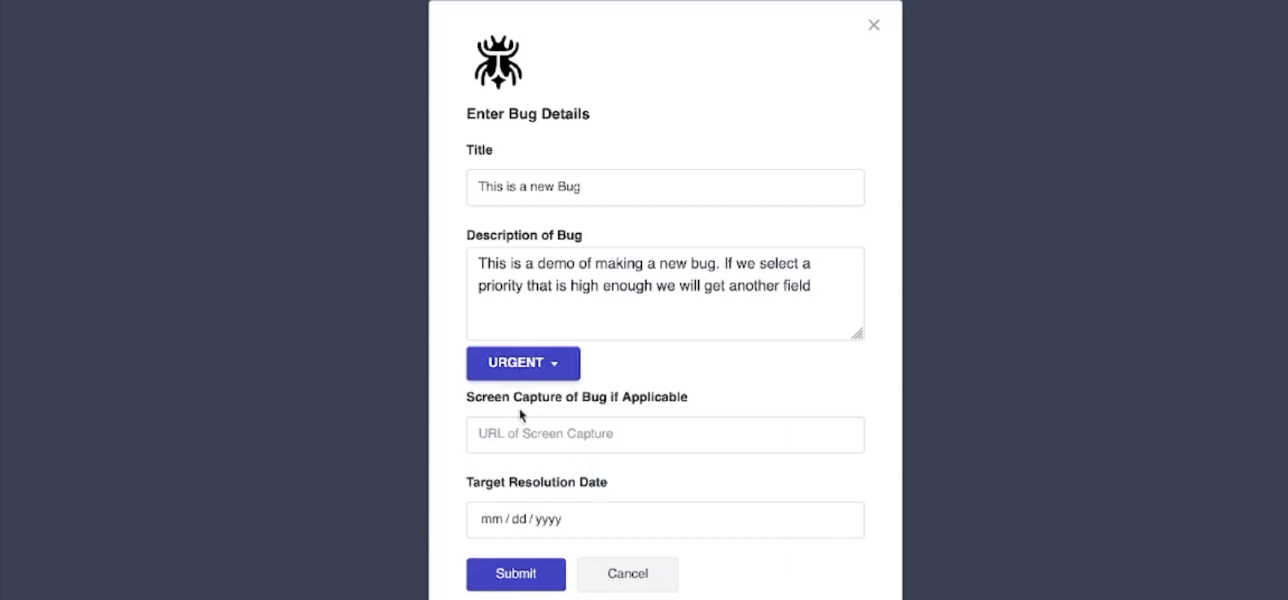 Enter Bug Details
Title
This is a new Bug
Description of Bug
This is a demo of making a new bug. If we select a
priority that is high enough we will get another field
URGENT
Screen Capture of Bug if Applicable
URL of Screen Capture
Target Resolution Date
mm / dd / yyyy
Submit
Cancel